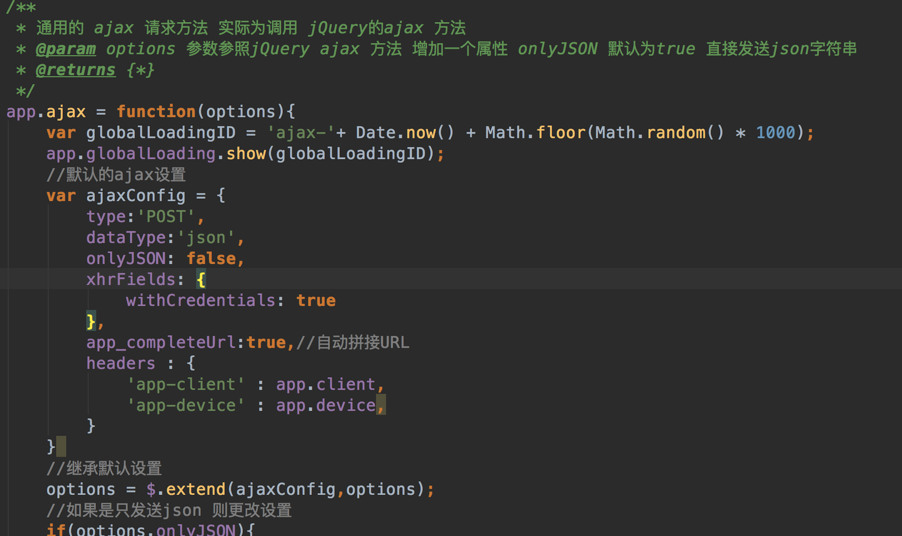 /**
 * 通用的 ajax 请求方法 实际为调用 jQuery的ajax 方法
 * @param options 参数参照jQuery ajax 方法 增加一个属性 onlyJSON 默认为true 直接发送json字符串
 * @returns {*}
 */
app.ajax = function(options){
    var globalLoadingID = 'ajax-'+ Date.now() + Math.floor(Math.random() * 1000);
    app.globalLoading.show(globalLoadingID);
    //默认的ajax设置
    var ajaxConfig = {
        type:'POST',
        dataType:'json',
        onlyJSON: false,
        xhrFields: {
            withCredentials: true
        },
        app_completeUrl:true,//自动拼接URL
        headers : {
            'app-client' : app.client,
            'app-device' : app.device,
        }
    }
    //继承默认设置
    options = $.extend(ajaxConfig,options);
    //如果是只发送json 则更改设置
    if(options.onlyJSON){